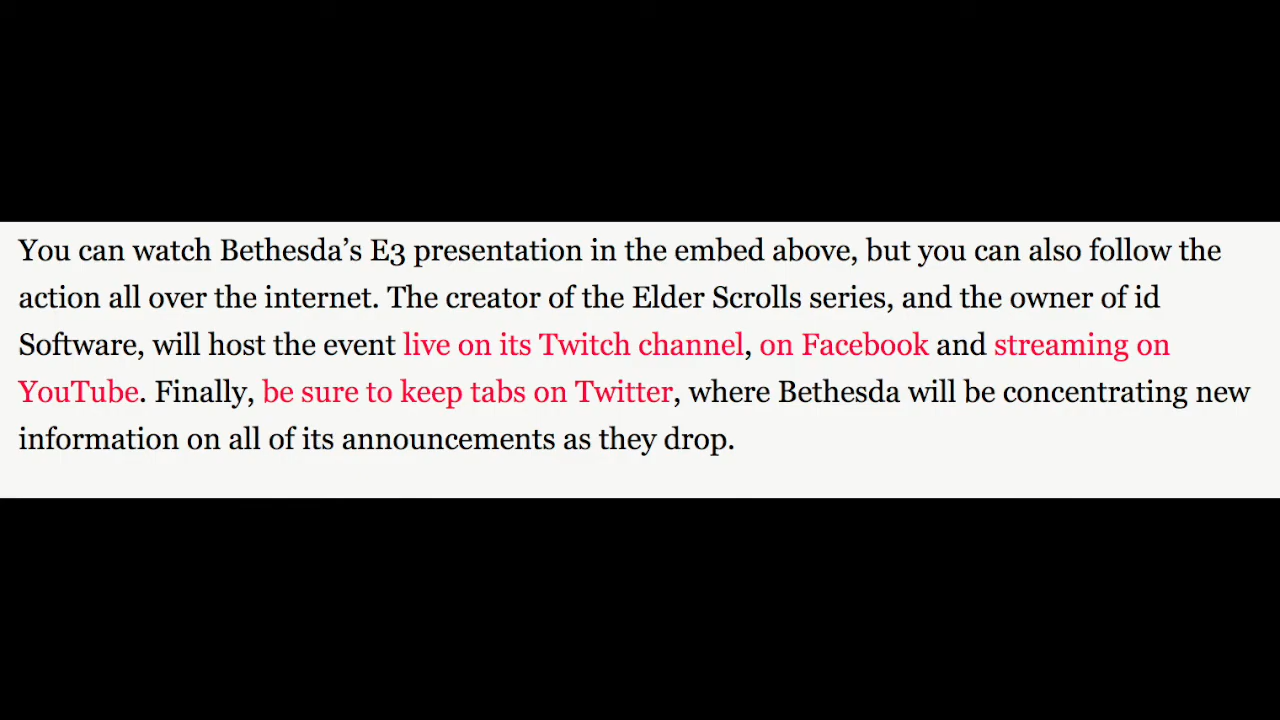 You can watch Bethesda’s E3 presentation in the embed above, but you can also follow the
action all over the internet. The creator of the Elder Scrolls series, and the owner of id
Software, will host the event live on its Twitch channel, on Facebook and streaming on
YouTube. Finally, be sure to keep tabs on Twitter, where Bethesda will be concentrating new
information on all of its announcements as they drop.